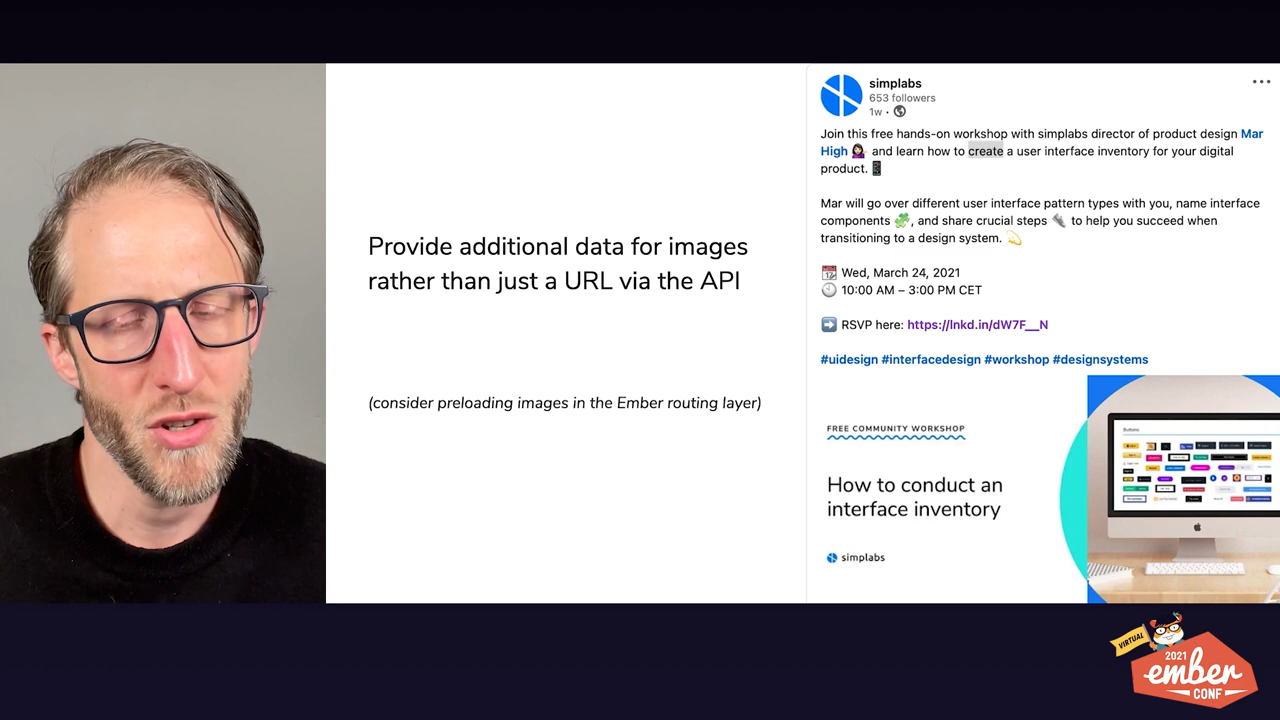 Provide additional data for images
rather than just a URL via the API
(consider preloading images in the Ember routing layer)
simplabs
653 followers
1w •
Join this free hands-on workshop with simplabs director of product design Mar
High and learn how to create a user interface inventory for your digital
product.
Mar will go over different user interface pattern types with you, name interface
components , and share crucial steps to help you succeed when
transitioning to a design system.
Wed, March 24, 2021
10:00 AM – 3:00 PM CET
RSVP here: https://lnkd.in/dW7F__N
#uidesign #interfacedesign #workshop #designsystems
FREE COMMUNITY WORKSHOP
How to conduct an
interface inventory
simplabs
Buttons
VIRTUAL
2021
ember
CONF